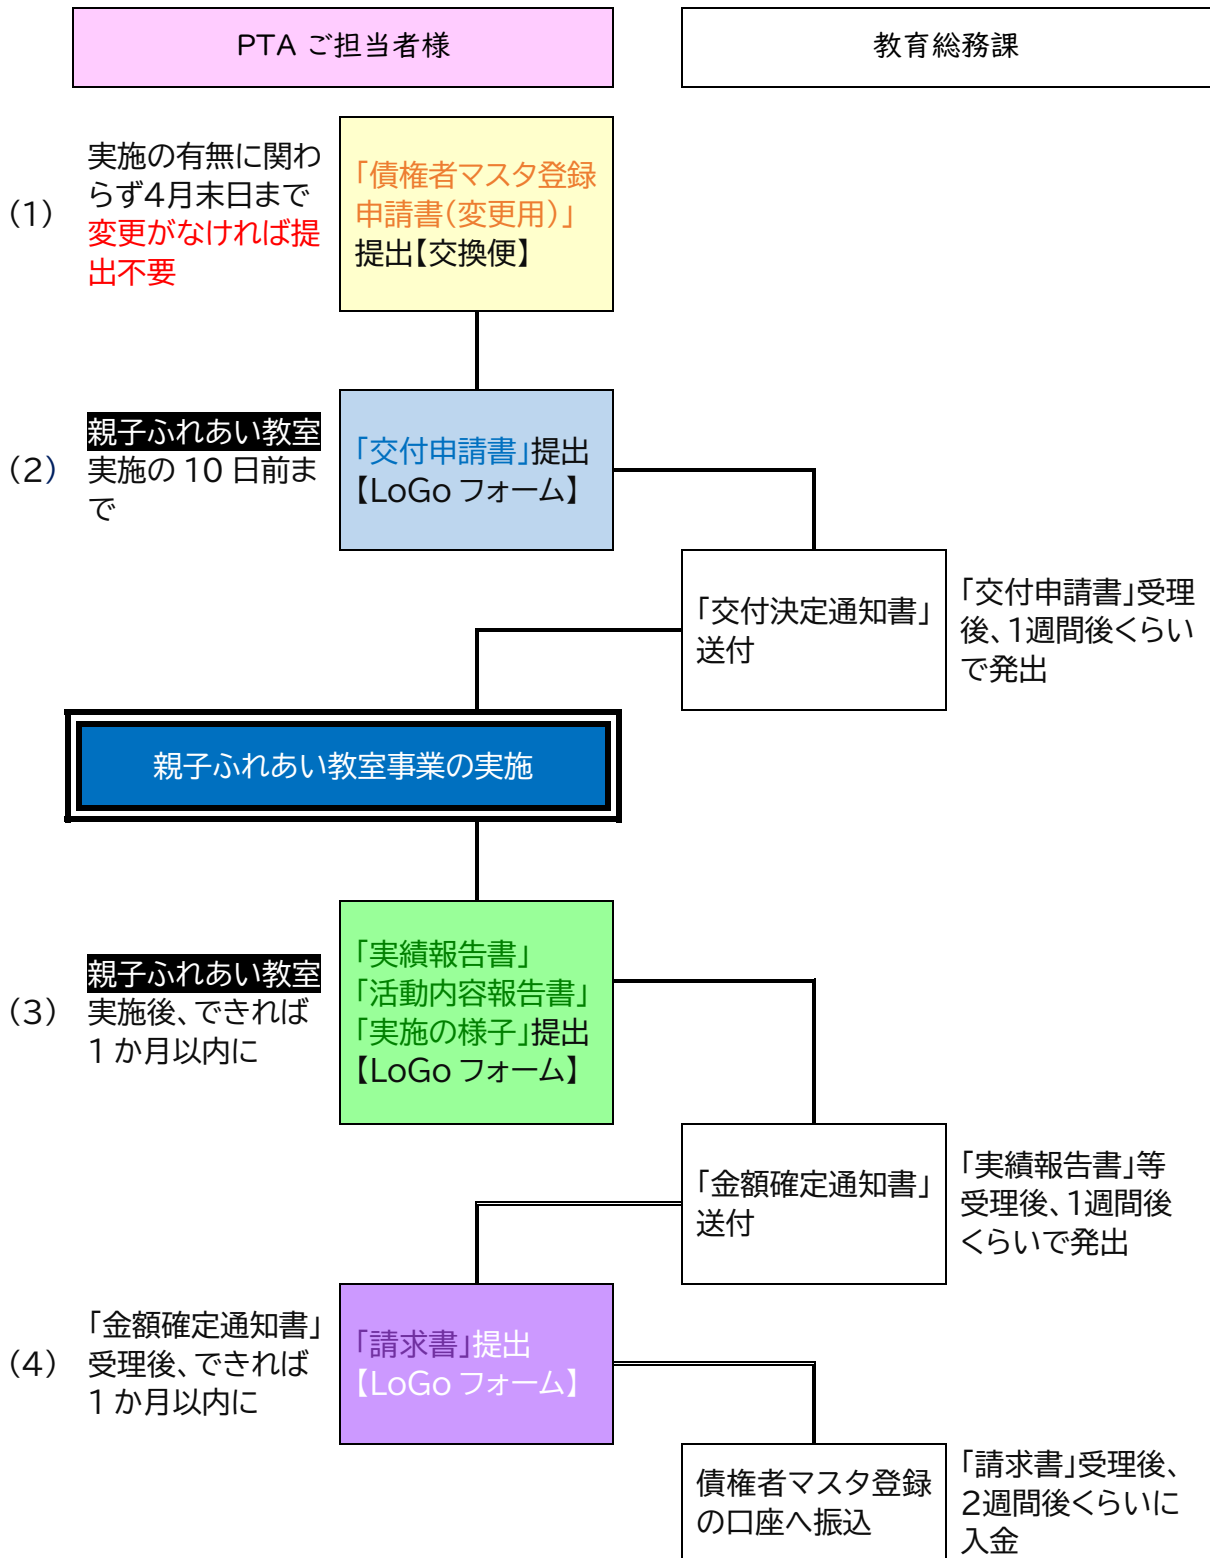 PTA ご担当者様
教育総務課
(1)
実施の有無に関わ
らず4月末日まで
変更がなければ提
出不要
「債権者マスタ登録
申請書(変更用)」
提出【交換便】
(2)
親子ふれあい教室
実施の 10 日前ま
で
「交付申請書」提出
【LoGo フォーム】
「交付決定通知書」
送付
「交付申請書」受理
後、1週間後くらい
で発出
親子ふれあい教室事業の実施
(3)
親子ふれあい教室
実施後、できれば
1 か月以内に
「実績報告書」
「活動内容報告書」
「実施の様子」提出
【LoGo フォーム】
「金額確定通知書」
送付
「実績報告書」等
受理後、1週間後
くらいで発出
(4)
「金額確定通知書」
受理後、できれば
1 か月以内に
「請求書」提出
【LoGo フォーム】
債権者マスタ登録
の口座へ振込
「請求書」受理後、
2週間後くらいに
入金